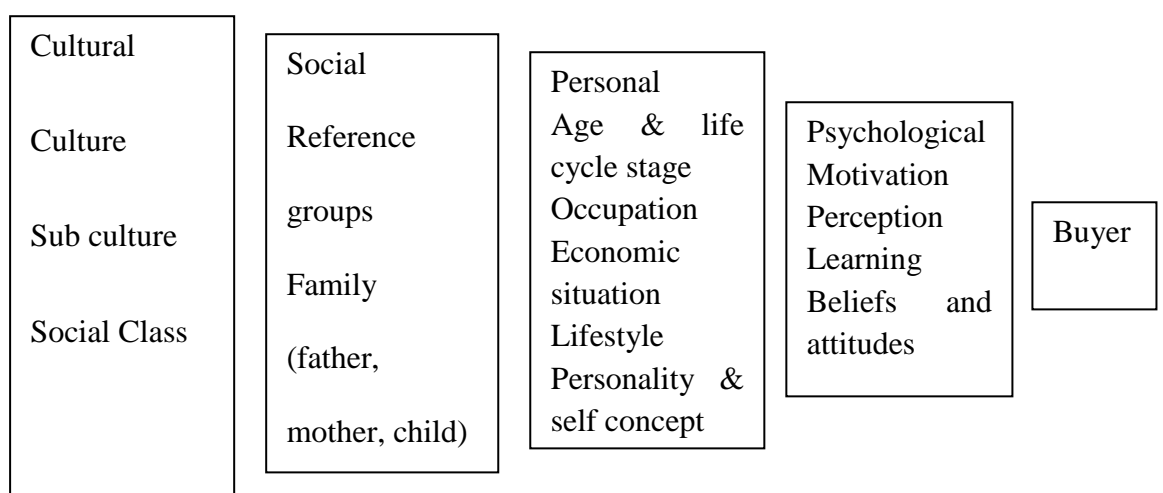 Cultural
Culture
Sub culture
Social Class
Social
Reference
groups
Family
(father,
mother, child)
Personal
Age & life
cycle stage
Occupation
Economic
situation
Lifestyle
Personality &
self concept
Psychological
Motivation
Perception
Learning
Beliefs and
attitudes
Buyer